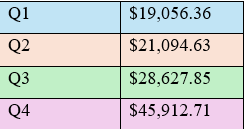 Q1 $19,056.36
Q2 $21,094.63
Q3 $28,627.85
Q4 $45,912.71